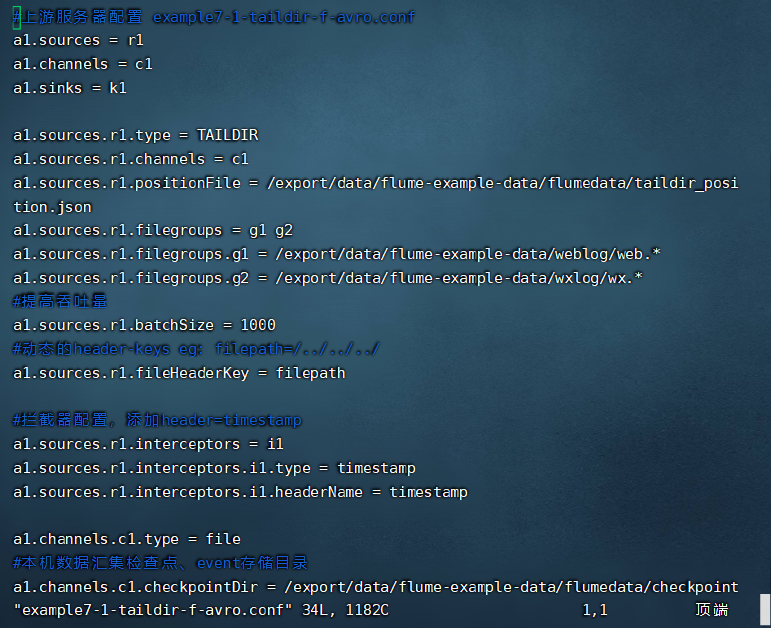 #上游服务器配置 example7-1-taildir-f-avro.conf
a1.sources = r1
a1.channels = c1
a1.sinks = k1
a1.sources.r1.type = TAILDIR
a1.sources.r1.channels = c1
a1.sources.r1.positionFile = /export/data/flume-example-data/flumedata/taildir_posi
tion.json
a1.sources.r1.filegroups = g1 g2
a1.sources.r1.filegroups.g1 = /export/data/flume-example-data/weblog/web.*
a1.sources.r1.filegroups.g2 = /export/data/flume-example-data/wxlog/wx.*
#提高吞吐量
a1.sources.r1.batchSize = 1000
#动态的header-keys eg：filepath=/../../../
a1.sources.r1.fileHeaderKey = filepath
#拦截器配置，添加header=timestamp
a1.sources.r1.interceptors = i1
a1.sources.r1.interceptors.i1.type = timestamp
a1.sources.r1.interceptors.i1.headerName = timestamp
a1.channels.c1.type = file
#本机数据汇集检查点、event存储目录
a1.channels.c1.checkpointDir = /export/data/flume-example-data/flumedata/checkpoint
"example7-1-taildir-f-avro.conf" 34L, 1182C 1,1 顶端